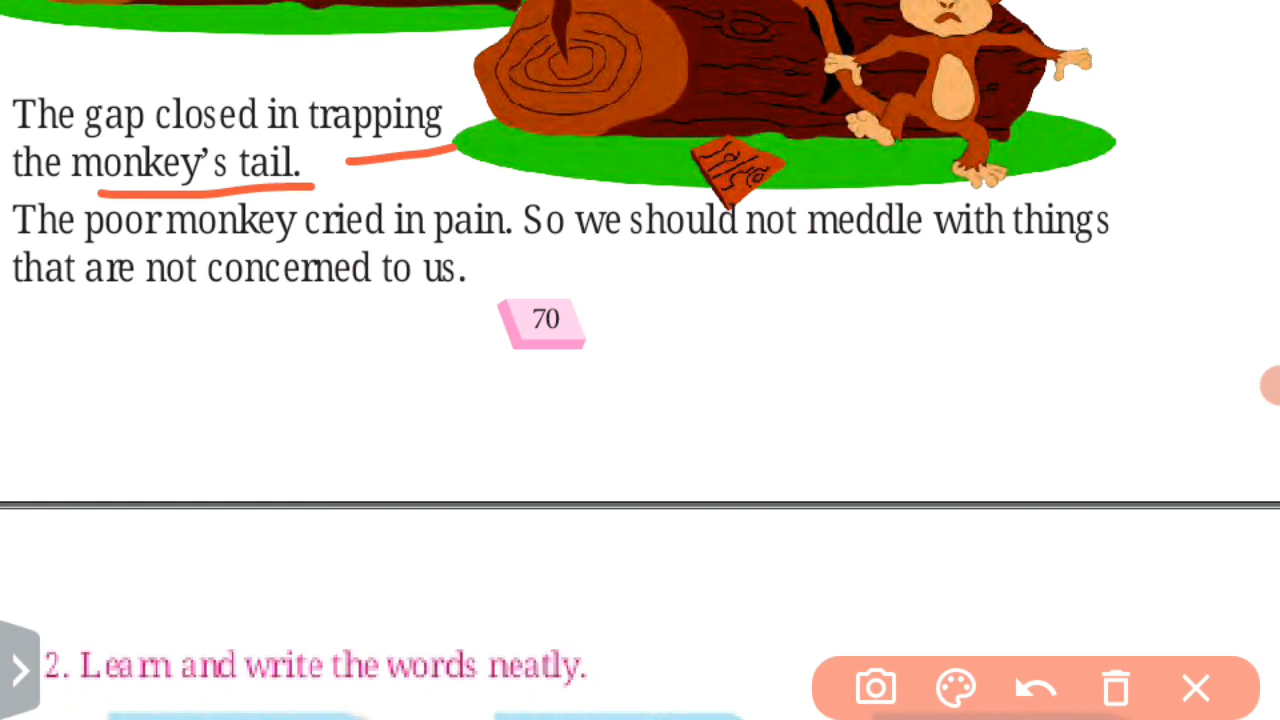 The gap closed in trapping
the monkey's tail.
The poor monkey cried in pain. So we should not meddle with things
that are not concerned to us.
70
2. Learn and write the words neatly.